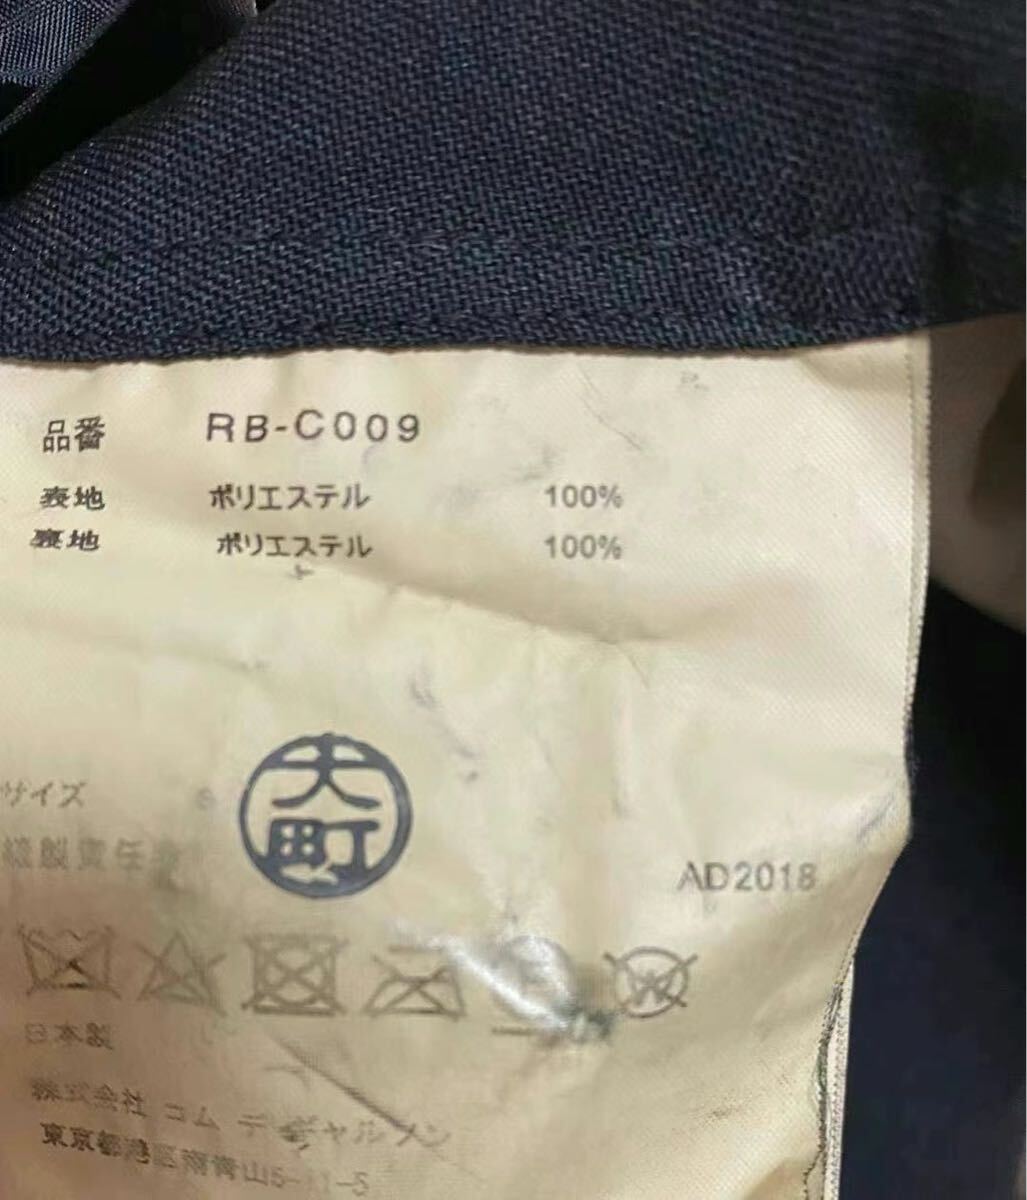 品番 RB-C009
表地 ポリエステル 100%
裏地 ポリエステル 100%
サイズ
大町
縫製責任者
AD2018
W
日本製
株式会社 コム デ ギャルソン
東京都港区南青山5-11-5